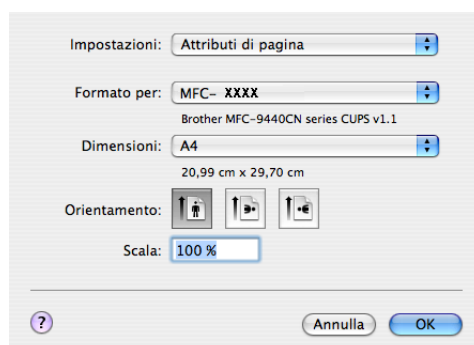 Impostazioni: Attributi di pagina
Formato per: MFC- XXXX
Brother MFC-9440CN series CUPS v1.1
Dimensioni: A4
20,99 cm x 29,70 cm
Orientamento:
Scala: 100 %
? Annulla OK